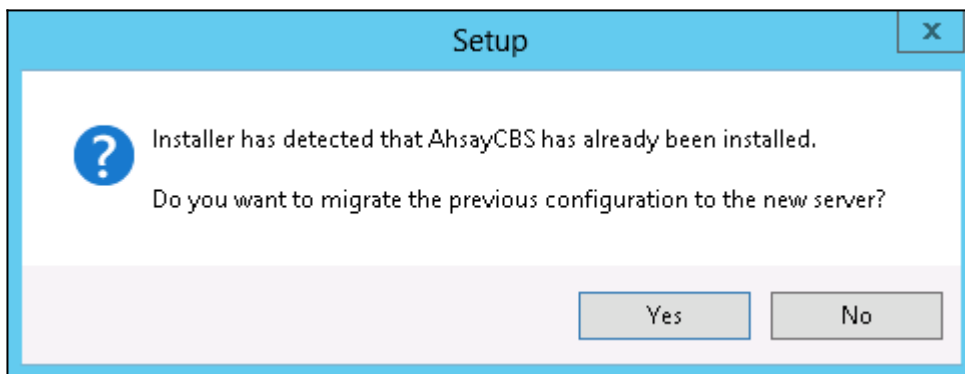 Setup
x
Installer has detected that AhsayCBS has already been installed.
Do you want to migrate the previous configuration to the new server?
Yes
No